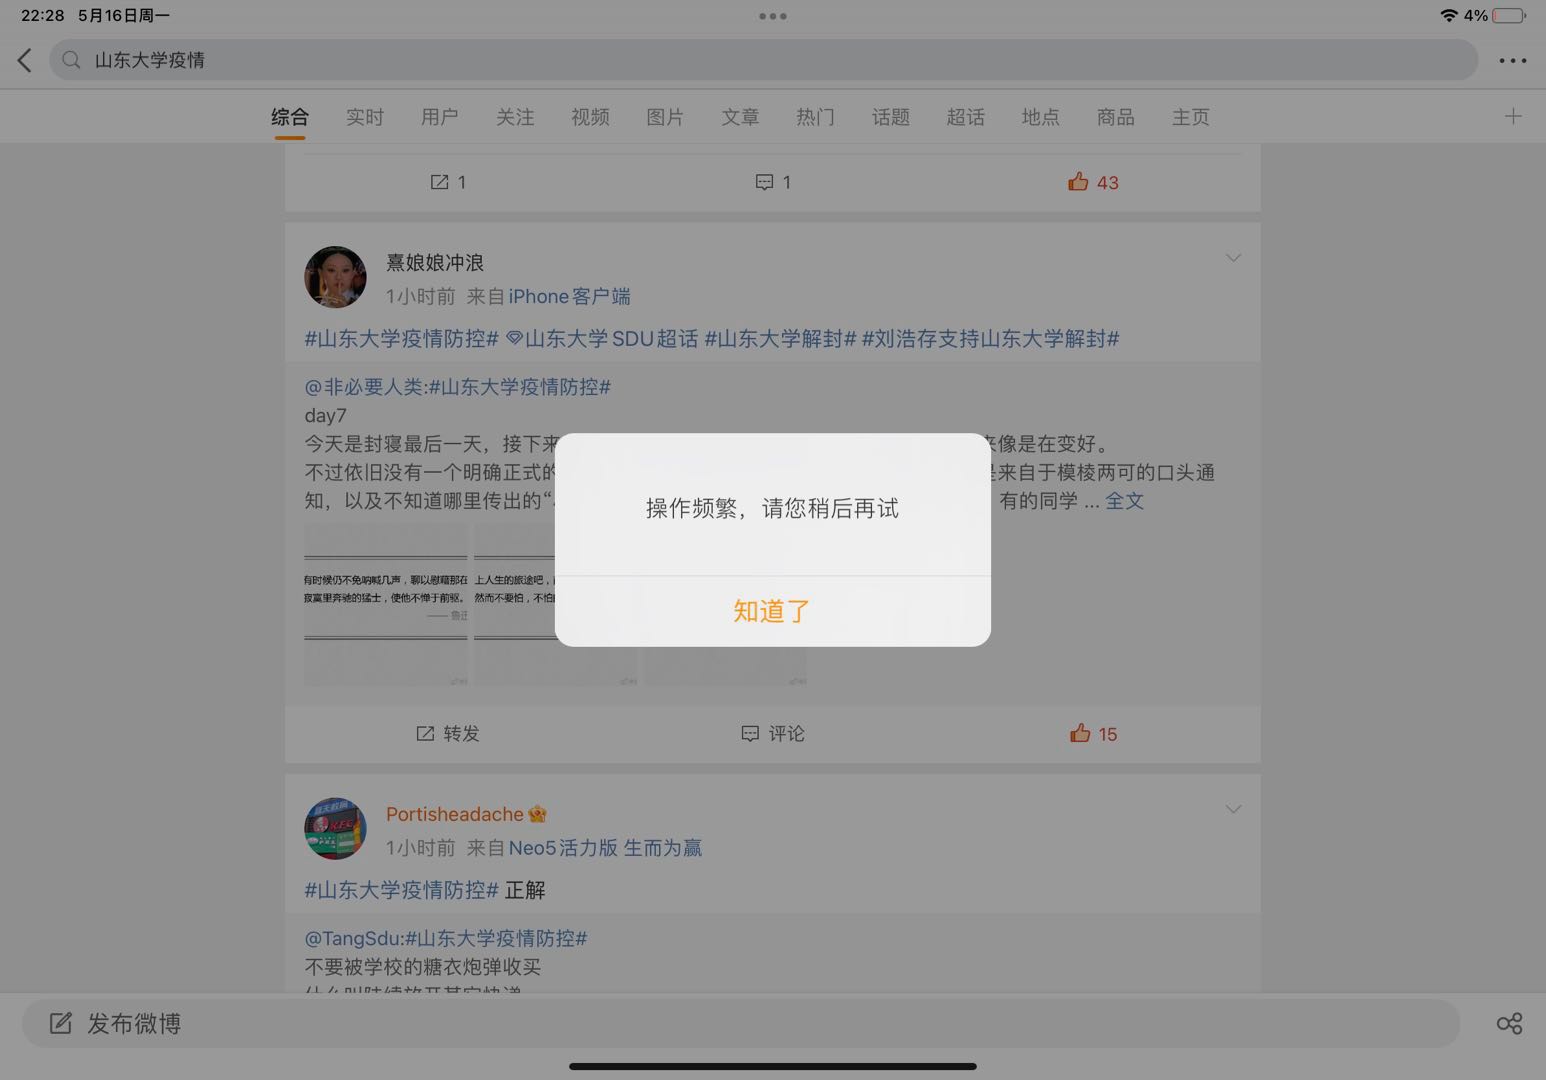 22:28 5月16日周一
4%
山东大学疫情
综合 实时 用户 关注 视频 图片 文章 热门 话题 超话 地点 商品 主页
1 1 43
熹娘娘冲浪
1小时前 来自iPhone客户端
#山东大学疫情防控# 山东大学SDU超话 #山东大学解封# #刘浩存支持山东大学解封#
@非必要人类:#山东大学疫情防控#
day7
今天是封寝最后一天，接下来 来像是在变好。
不过依旧没有一个明确正式的 是来自于模棱两可的口头通
知，以及不知道哪里传出的“ 有的同学 ... 全文
操作频繁，请您稍后再试
知道了
有时候仍不免呐喊几声，聊以慰藉那在 上人生的旅途吧，
寂寞里奔驰的猛士，使他不惮于前驱。 然而不要怕，不怕
—— 鲁迅
转发 评论 15
Portisheadache
1小时前 来自Neo5活力版 生而为赢
#山东大学疫情防控# 正解
@TangSdu:#山东大学疫情防控#
不要被学校的糖衣炮弹收买
什么叫陆续放开某宝快递
发布微博